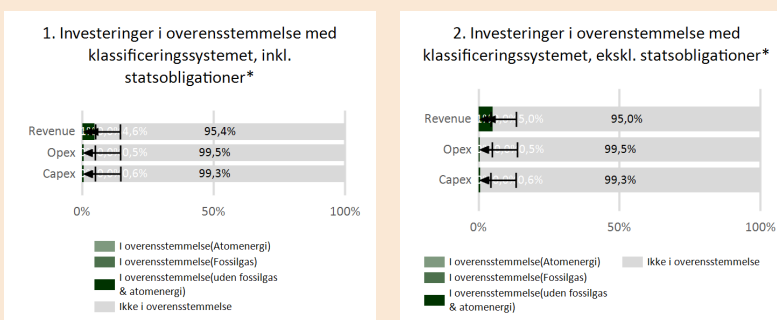 1. Investeringer i overensstemmelse med
klassificeringssystemet, inkl.
statsobligationer*
Revenue 4,6% 95,4%
Opex 0,5% 99,5%
Capex 0,6% 99,3%
0% 50% 100%
I overensstemmelse(Atomenergi)
I overensstemmelse(Fossilgas)
I overensstemmelse(uden fossilgas
& atomenergi)
Ikke i overensstemmelse
2. Investeringer i overenstemmelse med
klassificeringssystemet, ekskl. statsobligationer*
Revenue 5,0% 95,0%
Opex 0,5% 99,5%
Capex 0,6% 99,3%
0% 50% 100%
I overensstemmelse(Atomenergi) Ikke i overensstemmelse
I overensstemmelse(Fossilgas)
I overensstemmelse(uden fossilgas
& atomenergi)